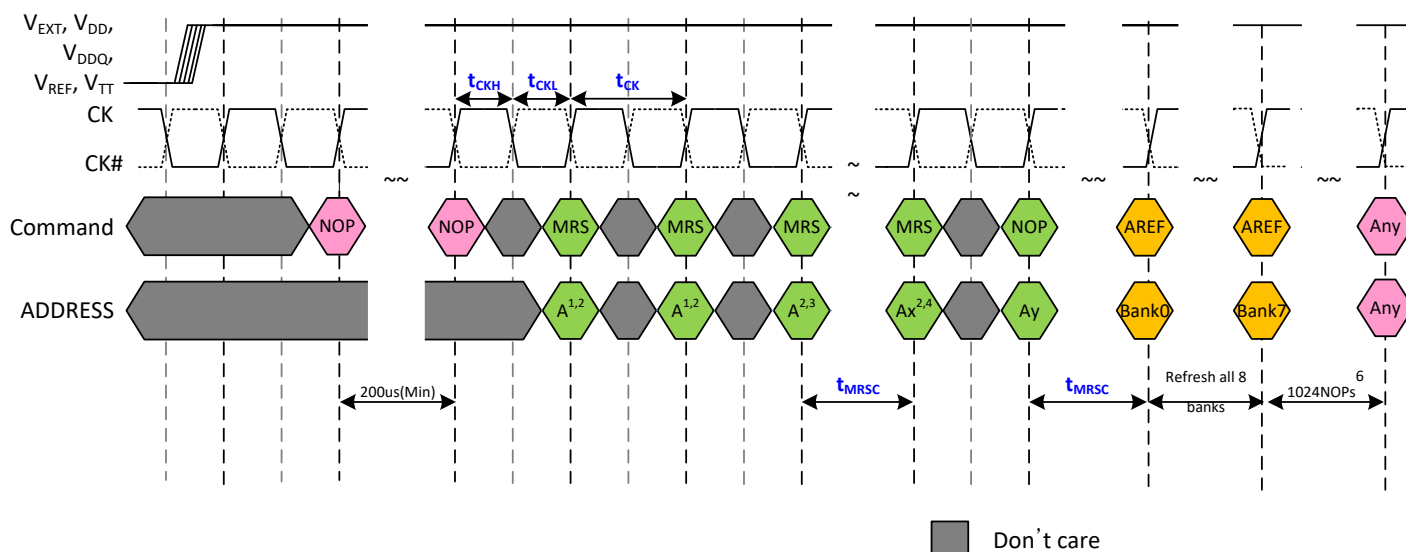 VEXT, VDD,
VDDQ,
VREF, VTT
tCKH tCKL tCK
CK
CK#
~
~~ ~~ ~~ ~~
~
Command NOP NOP MRS MRS MRS MRS NOP AREF AREF Any
ADDRESS A1,2 A1,2 A2,3 Ax2,4 Ay Bank0 Bank7 Any
200us(Min) tMRSC tMRSC Refresh all 8 banks 1024NOPs6
Don't care